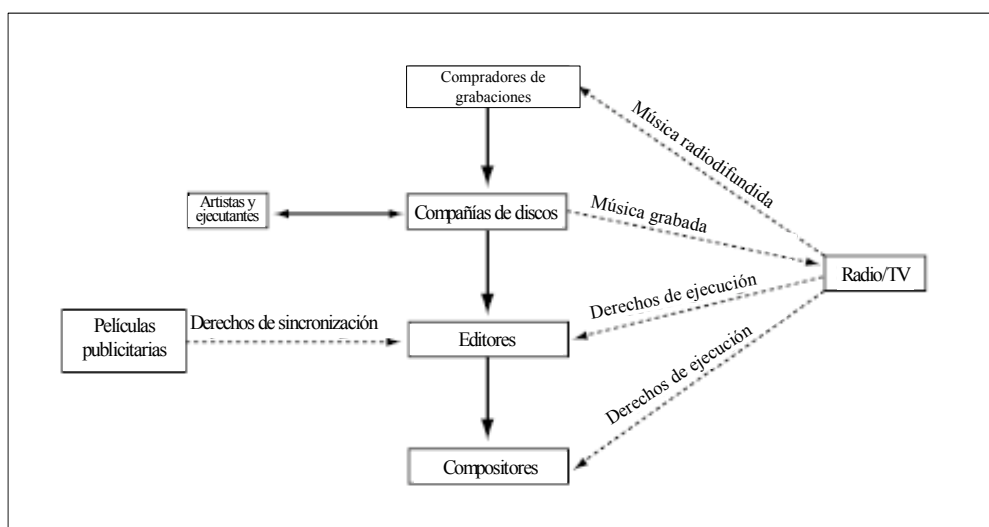 Compradores de
grabaciones
Música radiodifundida
Artistas y
ejecutantes
Compañías de discos
Música grabada
Radio/TV
Derechos de ejecución
Películas
publicitarias
Derechos de sincronización
Editores
Derechos de ejecución
Compositores